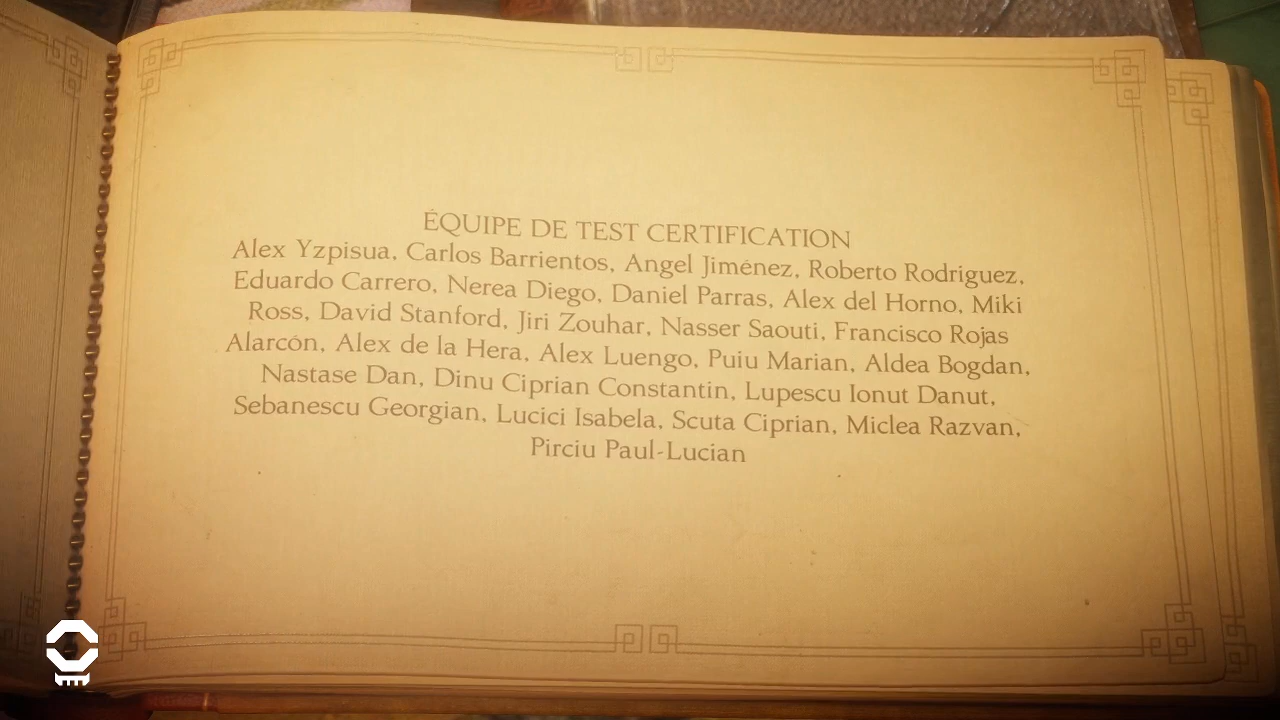 ÉQUIPE DE TEST CERTIFICATION
Alex Yzpisua, Carlos Barrientos, Angel Jiménez, Roberto Rodriguez,
Eduardo Carrero, Nerea Diego, Daniel Parras, Alex del Horno, Miki
Ross, David Stanford, Jiri Zouhar, Nasser Saouti, Francisco Rojas
Alarcón, Alex de la Hera, Alex Luengo, Puiu Marian, Aldea Bogdan,
Nastase Dan, Dinu Ciprian Constantin, Lupescu Ionut Danut,
Sebanescu Georgian, Lucici Isabela, Scuta Ciprian, Miclea Razvan,
Pirciu Paul-Lucian